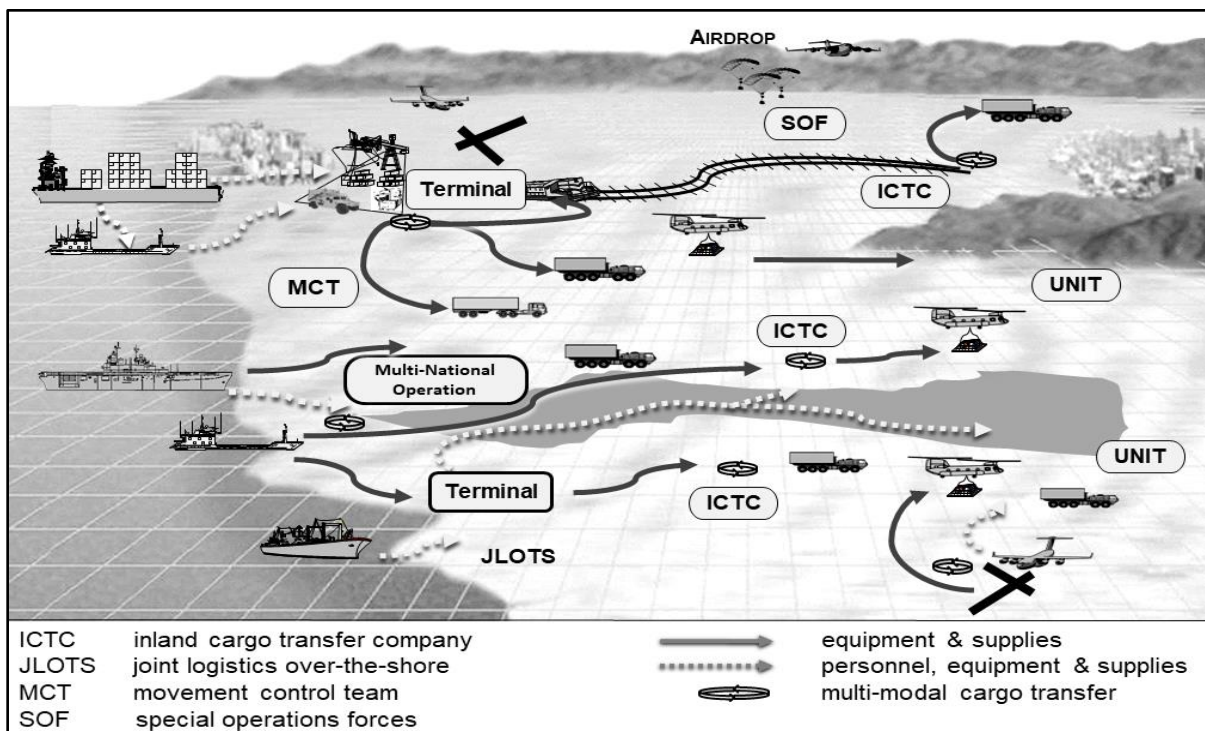 AIRDROP
SOF
Terminal
ICTC
MCT
UNIT
ICTC
Multi-National
Operation
UNIT
Terminal
ICTC
JLOTS
ICTC inland cargo transfer company
JLOTS joint logistics over-the-shore
MCT movement control team
SOF special operations forces
equipment & supplies
personnel, equipment & supplies
multi-modal cargo transfer